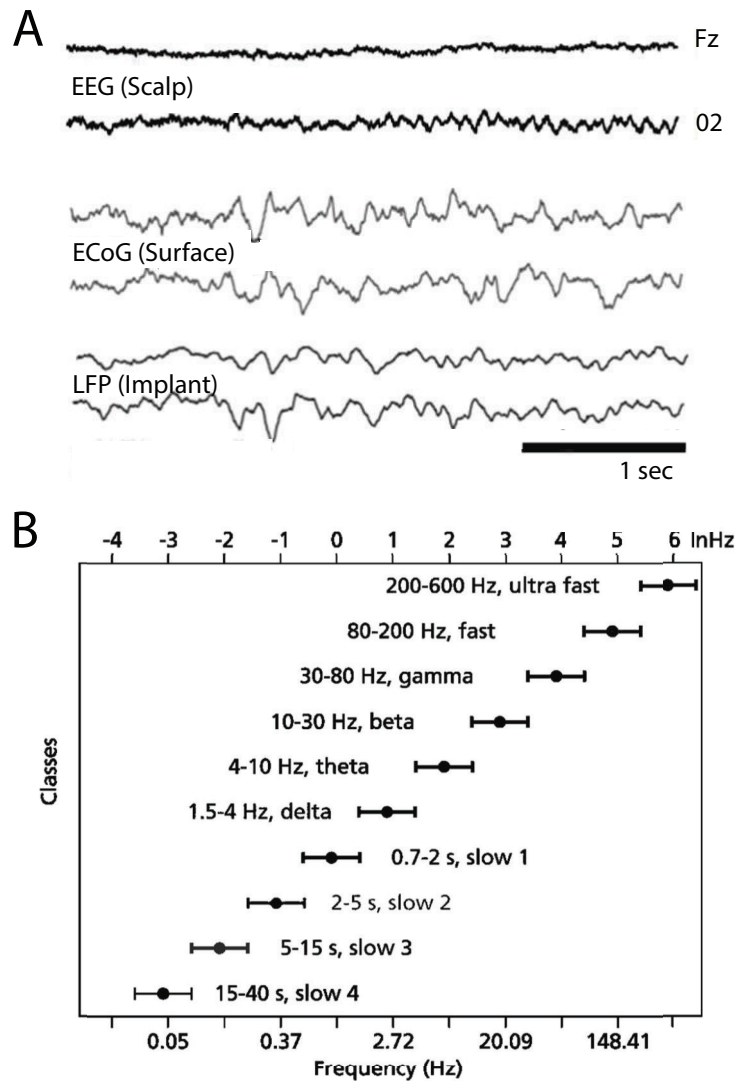 A
Fz
EEG (Scalp)
02
ECoG (Surface)
LFP (Implant)
1 sec
B
-4 -3 -2 -1 0 1 2 3 4 5 6 lnHz
200-600 Hz, ultra fast
80-200 Hz, fast
30-80 Hz, gamma
10-30 Hz, beta
4-10 Hz, theta
Classes
1.5-4 Hz, delta
0.7-2 s, slow 1
2-5 s, slow 2
5-15 s, slow 3
15-40 s, slow 4
0.05 0.37 2.72 20.09 148.41
Frequency (Hz)